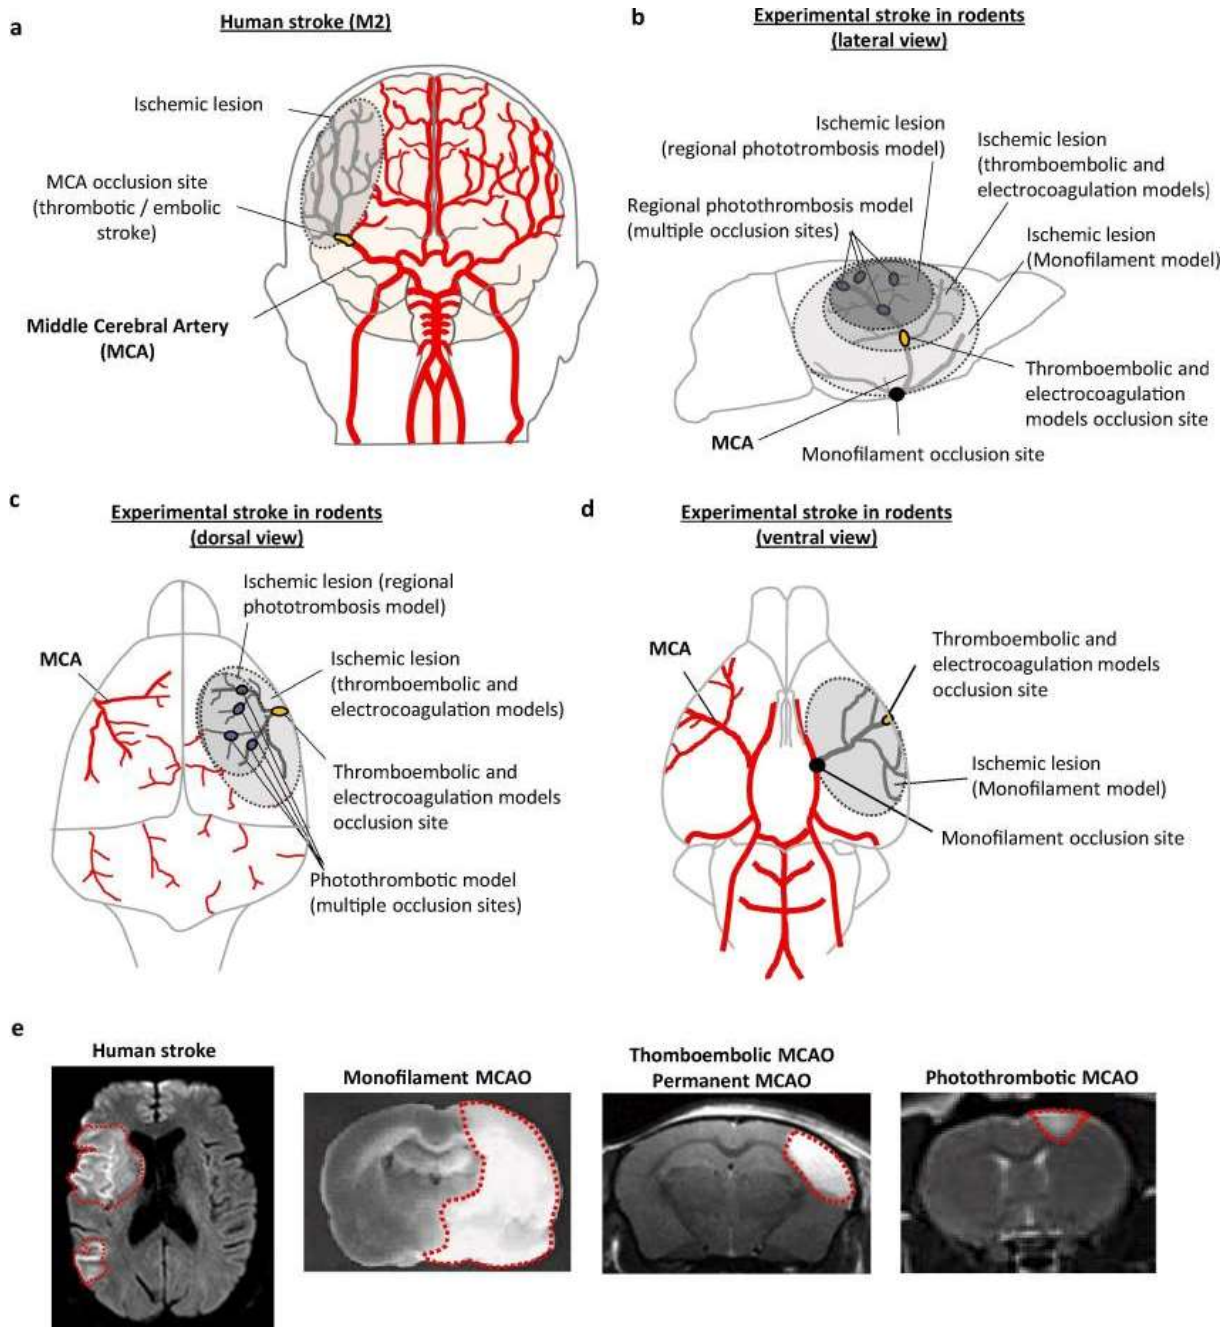 a
Human stroke (M2)
Ischemic lesion
MCA occlusion site
(thrombotic / embolic
stroke)
Middle Cerebral Artery
(MCA)
b
Experimental stroke in rodents
(lateral view)
Ischemic lesion
(regional phototrombosis model)
Ischemic lesion
(thromboembolic and
electrocoagulation models)
Regional photothrombosis model
(multiple occlusion sites)
Ischemic lesion
(Monofilament model)
Thromboembolic and
electrocoagulation
models occlusion site
MCA
Monofilament occlusion site
c
Experimental stroke in rodents
(dorsal view)
Ischemic lesion (regional
phototrombosis model)
MCA
Ischemic lesion
(thromboembolic and
electrocoagulation models)
Thromboembolic and
electrocoagulation models
occlusion site
Photothrombotic model
(multiple occlusion sites)
d
Experimental stroke in rodents
(ventral view)
MCA
Thromboembolic and
electrocoagulation models
occlusion site
Ischemic lesion
(Monofilament model)
Monofilament occlusion site
e
Human stroke
Monofilament MCAO
Thomboembolic MCAO
Permanent MCAO
Photothrombotic MCAO